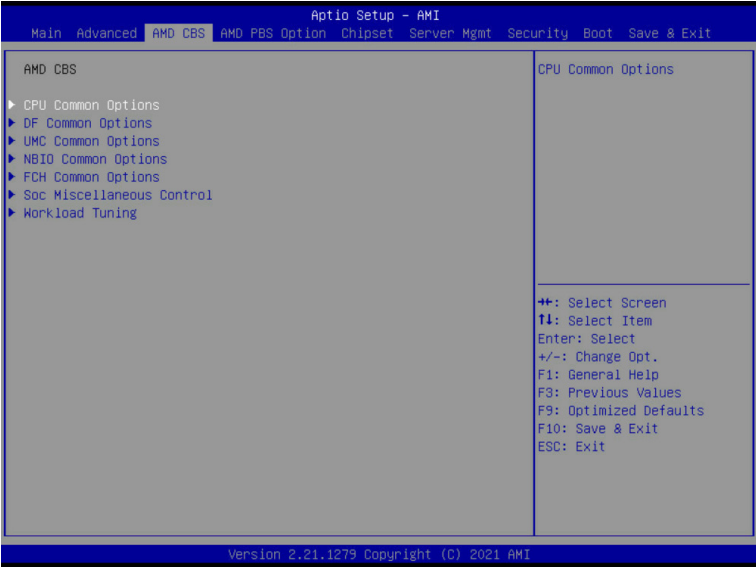 Aptio Setup – AMI
Main Advanced AMD CBS AMD PBS Option Chipset Server Mgmt Security Boot Save & Exit
AMD CBS
CPU Common Options
DF Common Options
UMC Common Options
NBIO Common Options
FCH Common Options
Soc Miscellaneous Control
Workload Tuning
CPU Common Options
→←: Select Screen
↑↓: Select Item
Enter: Select
+/-: Change Opt.
F1: General Help
F3: Previous Values
F9: Optimized Defaults
F10: Save & Exit
ESC: Exit
Version 2.21.1279 Copyright (C) 2021 AMI